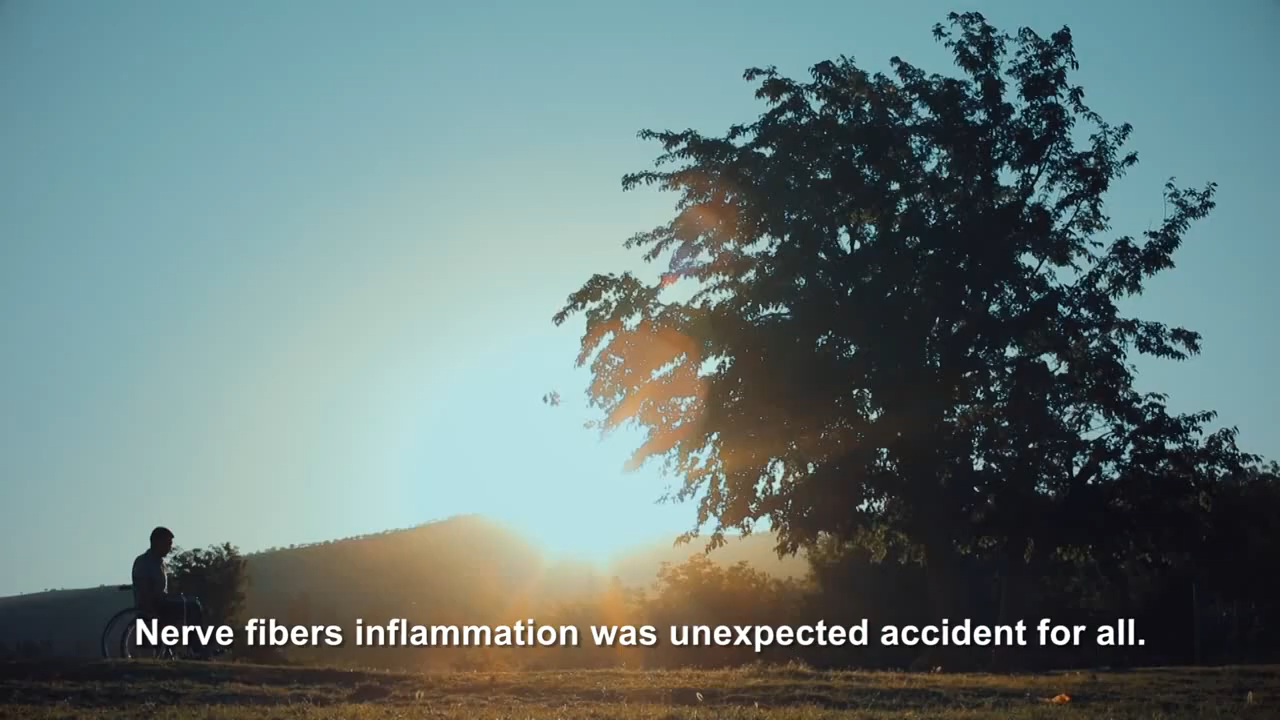 Nerve fibers inflammation was unexpected accident for all.